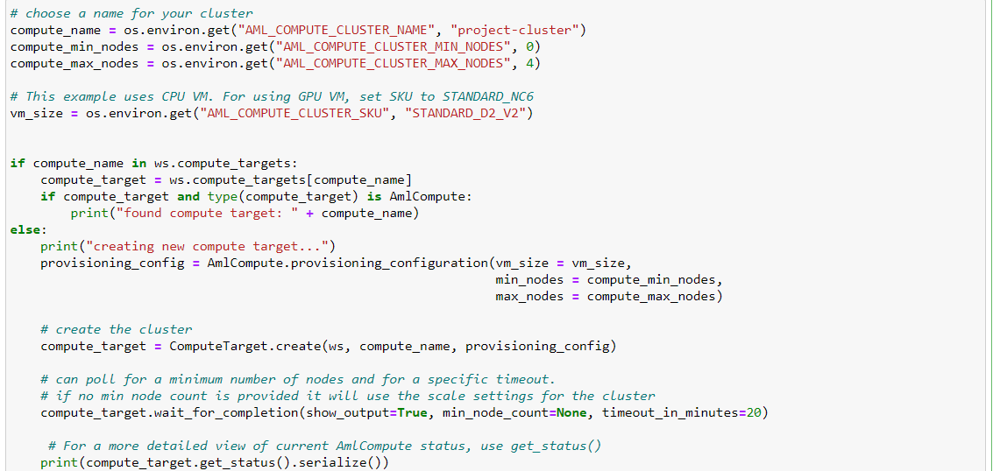 # choose a name for your cluster
compute_name = os.environ.get("AML_COMPUTE_CLUSTER_NAME", "project-cluster")
compute_min_nodes = os.environ.get("AML_COMPUTE_CLUSTER_MIN_NODES", 0)
compute_max_nodes = os.environ.get("AML_COMPUTE_CLUSTER_MAX_NODES", 4)

# This example uses CPU VM. For using GPU VM, set SKU to STANDARD_NC6
vm_size = os.environ.get("AML_COMPUTE_CLUSTER_SKU", "STANDARD_D2_V2")


if compute_name in ws.compute_targets:
    compute_target = ws.compute_targets[compute_name]
    if compute_target and type(compute_target) is AmlCompute:
        print("found compute target: " + compute_name)
else:
    print("creating new compute target...")
    provisioning_config = AmlCompute.provisioning_configuration(vm_size = vm_size,
                                                                min_nodes = compute_min_nodes,
                                                                max_nodes = compute_max_nodes)

    # create the cluster
    compute_target = ComputeTarget.create(ws, compute_name, provisioning_config)

    # can poll for a minimum number of nodes and for a specific timeout.
    # if no min node count is provided it will use the scale settings for the cluster
    compute_target.wait_for_completion(show_output=True, min_node_count=None, timeout_in_minutes=20)

     # For a more detailed view of current AmlCompute status, use get_status()
    print(compute_target.get_status().serialize())